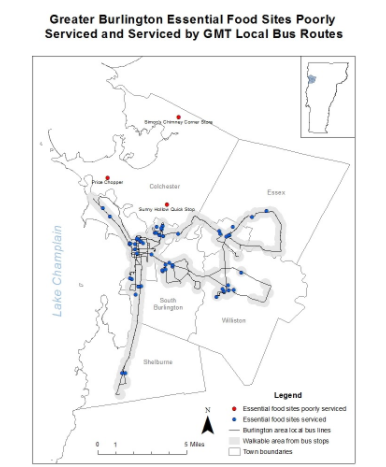 Greater Burlington Essential Food Sites Poorly
Serviced and Serviced by GMT Local Bus Routes
Simon's Chimney Corner Store
Price Chopper
Colchester
Essex
Sunny Hollow Quick Stop
Lake Champlain
South
Burlington
Williston
Shelburne
Legend
Essential food sites poorly serviced
Essential food sites serviced
Burlington area local bus lines
Walkable area from bus stops
Town boundaries
N
0 1 5 Miles